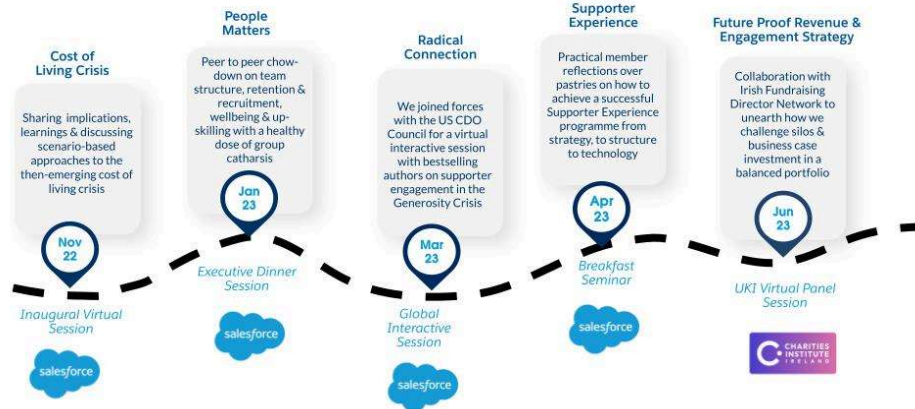 Cost of
Living Crisis
Sharing implications,
learnings & discussing
scenario-based
approaches to the
then-emerging cost of
living crisis
Nov
22
Inaugural Virtual
Session
salesforce
People
Matters
Peer to peer chow-
down on team
structure, retention &
recruitment,
wellbeing & up-
skilling with a healthy
dose of group
catharsis
Jan
23
Executive Dinner
Session
salesforce
Radical
Connection
We joined forces
with the US CDO
Council for a virtual
interactive session
with bestselling
authors on supporter
engagement in the
Generosity Crisis
Mar
23
Global
Interactive
Session
salesforce
Supporter
Experience
Practical member
reflections over
pastries on how to
achieve a successful
Supporter Experience
programme from
strategy, to structure
to technology
Apr
23
Breakfast
Seminar
salesforce
Future Proof Revenue &
Engagement Strategy
Collaboration with
Irish Fundraising
Director Network to
unearth how we
challenge silos &
business case
investment in a
balanced portfolio
Jun
23
UKI Virtual Panel
Session
CHARITIES
INSTITUTE
IRELAND